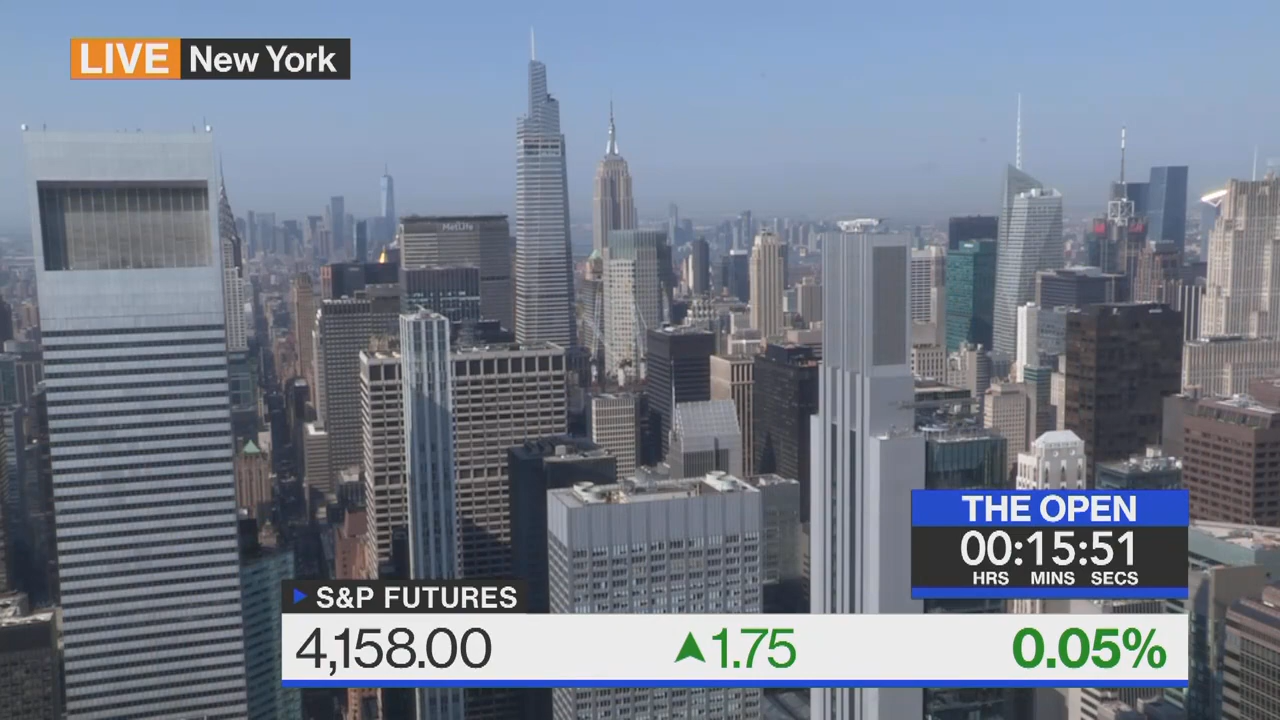 LIVE New York
MetLife
THE OPEN
00:15:51
HRS MINS SECS
S&P FUTURES
4,158.00 ▲1.75 0.05%